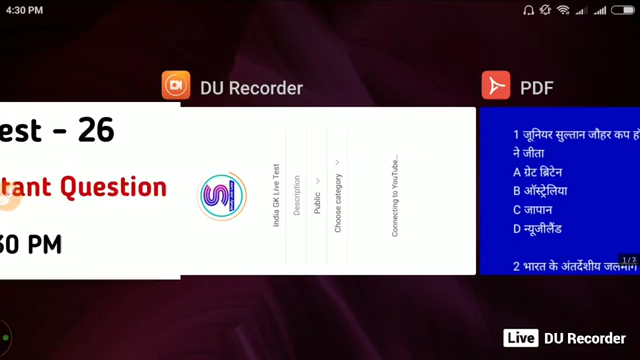 4:30 PM
DU Recorder
PDF
est - 26
tant Question
30 PM
India GK Live Test
Description
Public
Choose category
Connecting to YouTube...
1 जूनियर सुल्तान जौहर कप हॉ
ने जीता
A ग्रेट ब्रिटेन
B ऑस्ट्रेलिया
C जापान
D न्यूजीलैंड
2 भारत के अंतर्देशीय जलमार्ग
1/7
Live DU Recorder